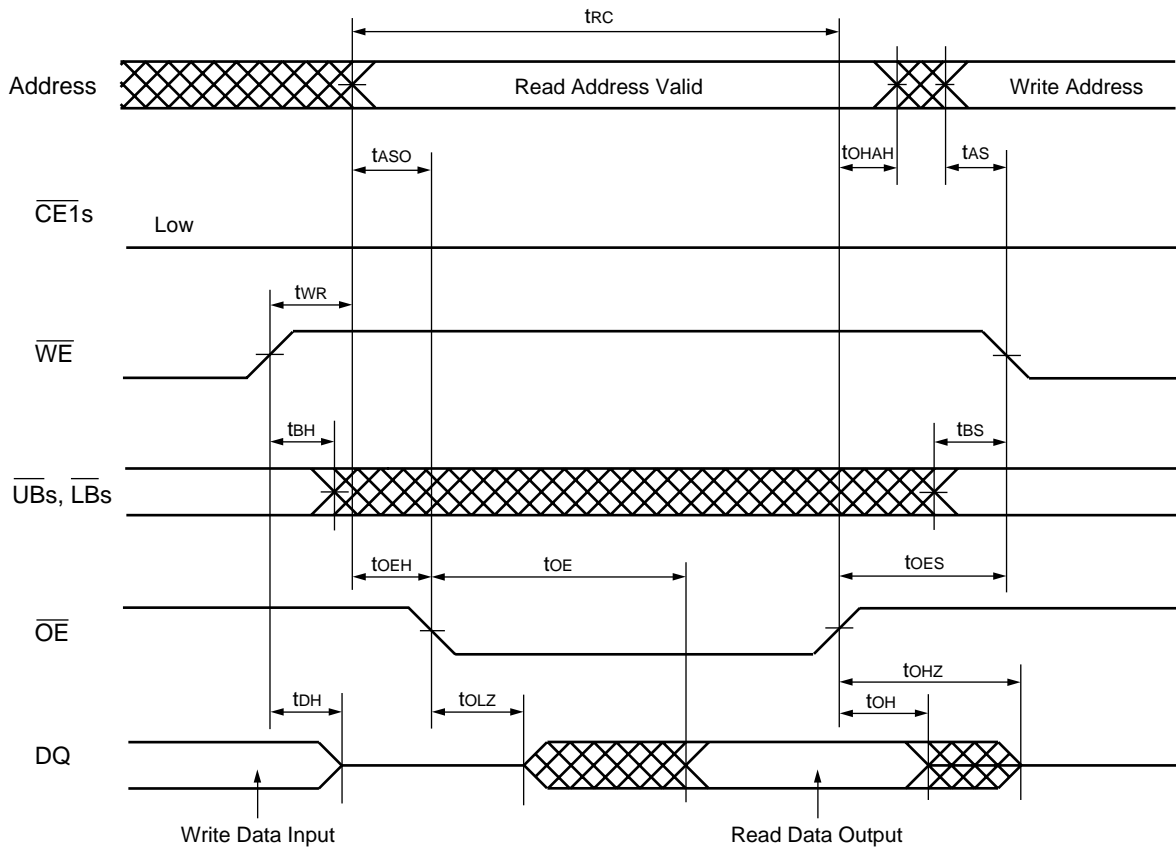 tRC
Address
Read Address Valid
Write Address
tASO
tOHAH
tAS
CE1s
Low
tWR
WE
tBH
tBS
UBs, LBs
tOEH
tOE
tOES
OE
tOHZ
tDH
tOLZ
tOH
DQ
Write Data Input
Read Data Output